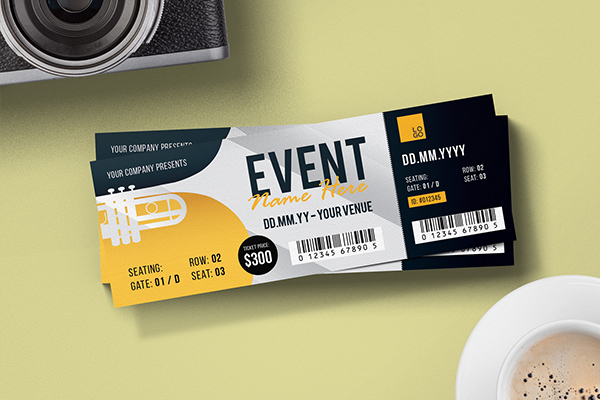 YOUR COMPANY PRESENTS
YOUR COMPANY PRESENTS
EVENT
Name Here
DD.MM.YY – YOUR VENUE
TICKET PRICE
$300
SEATING:
GATE: 01 / D
ROW: 02
SEAT: 03
0 12345 67890 5
LO
GO
DD.MM.YYYY
SEATING:
GATE: 01 / D
ROW: 02
SEAT: 03
ID: #012345
0 12345 67890 5